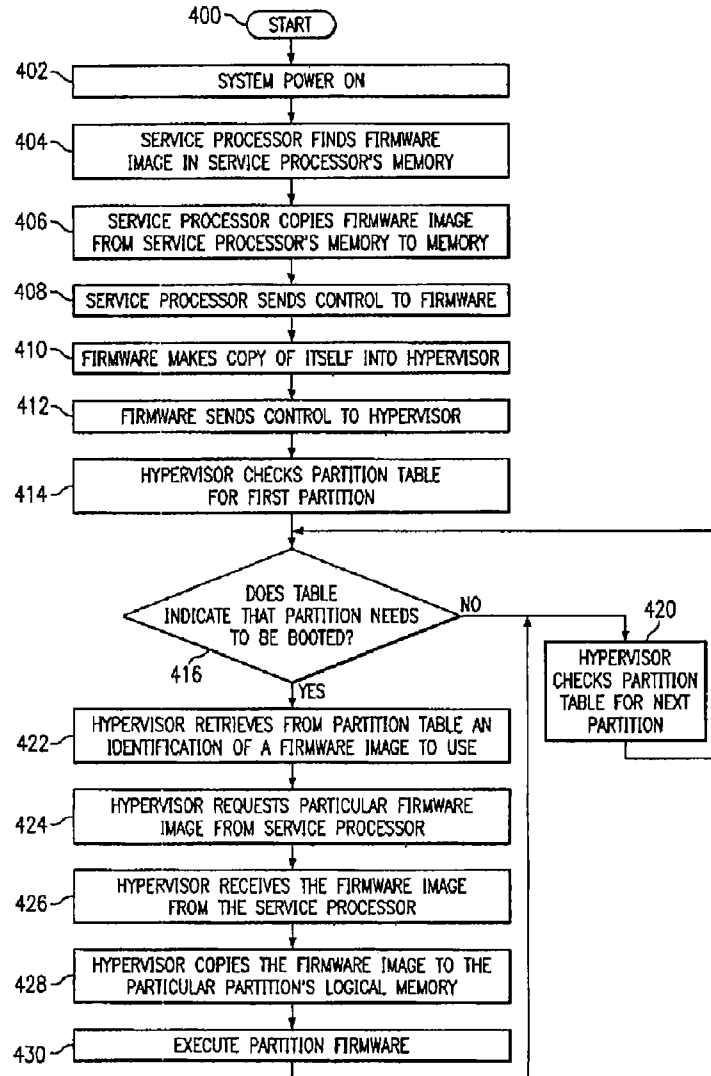 400
START
402
SYSTEM POWER ON
404
SERVICE PROCESSOR FINDS FIRMWARE
IMAGE IN SERVICE PROCESSOR'S MEMORY
406
SERVICE PROCESSOR COPIES FIRMWARE IMAGE
FROM SERVICE PROCESSOR'S MEMORY TO MEMORY
408
SERVICE PROCESSOR SENDS CONTROL TO FIRMWARE
410
FIRMWARE MAKES COPY OF ITSELF INTO HYPERVISOR
412
FIRMWARE SENDS CONTROL TO HYPERVISOR
414
HYPERVISOR CHECKS PARTITION TABLE
FOR FIRST PARTITION
DOES TABLE
INDICATE THAT PARTITION NEEDS
TO BE BOOTED?
416
NO
YES
420
HYPERVISOR
CHECKS PARTITION
TABLE FOR NEXT
PARTITION
422
HYPERVISOR RETRIEVES FROM PARTITION TABLE AN
IDENTIFICATION OF A FIRMWARE IMAGE TO USE
424
HYPERVISOR REQUESTS PARTICULAR FIRMWARE
IMAGE FROM SERVICE PROCESSOR
426
HYPERVISOR RECEIVES THE FIRMWARE IMAGE
FROM THE SERVICE PROCESSOR
428
HYPERVISOR COPIES THE FIRMWARE IMAGE TO THE
PARTICULAR PARTITION'S LOGICAL MEMORY
430
EXECUTE PARTITION FIRMWARE